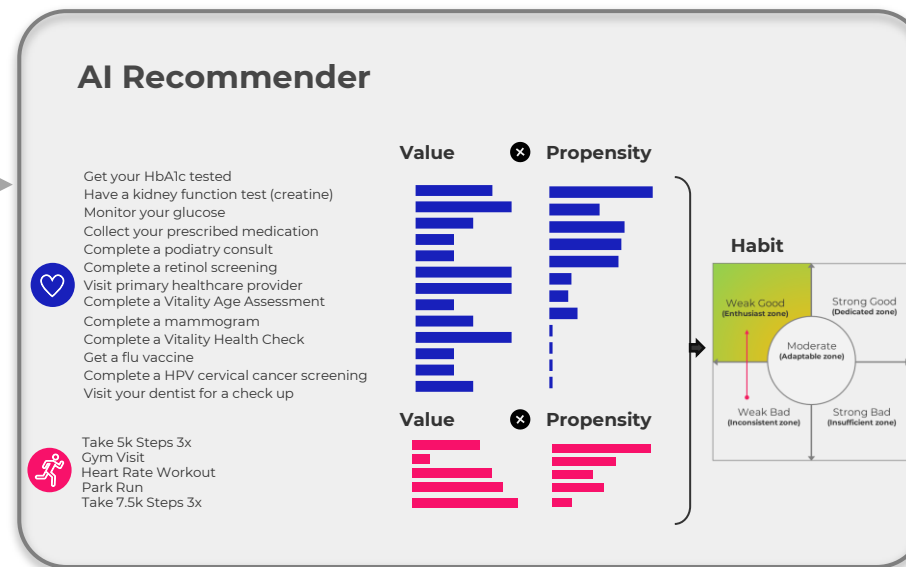 AI Recommender
Value × Propensity
Get your HbA1c tested
Have a kidney function test (creatine)
Monitor your glucose
Collect your prescribed medication
Complete a podiatry consult
Complete a retinol screening
Visit primary healthcare provider
Complete a Vitality Age Assessment
Complete a mammogram
Complete a Vitality Health Check
Get a flu vaccine
Complete a HPV cervical cancer screening
Visit your dentist for a check up
Value × Propensity
Take 5k Steps 3x
Gym Visit
Heart Rate Workout
Park Run
Take 7.5k Steps 3x
Habit
Weak Good
(Enthusiast zone)
Strong Good
(Dedicated zone)
Moderate
(Adaptable zone)
Weak Bad
(Inconsistent zone)
Strong Bad
(Insufficient zone)